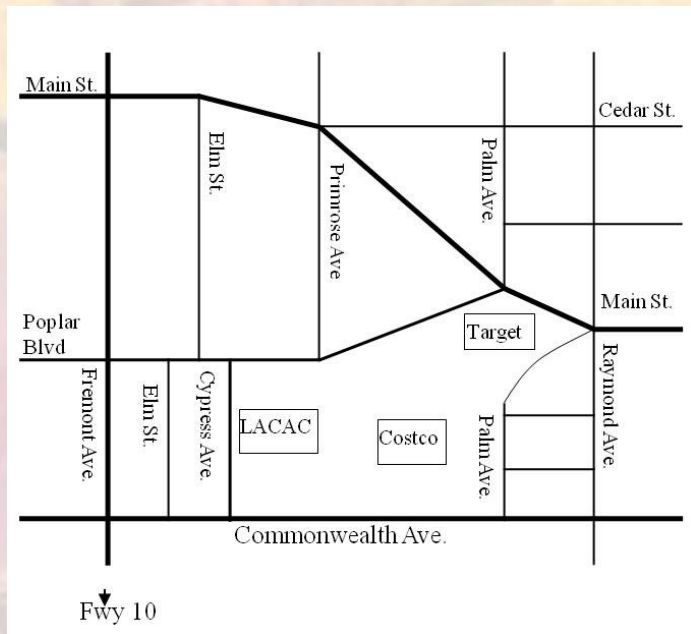 Main St.
Cedar St.
Elm St.
Primrose Ave
Palm Ave.
Main St.
Target
Poplar
Blvd
Fremont Ave.
Elm St.
Cypress Ave.
LACAC
Costco
Palm Ave.
Raymond Ave.
Commonwealth Ave.
Fwy 10